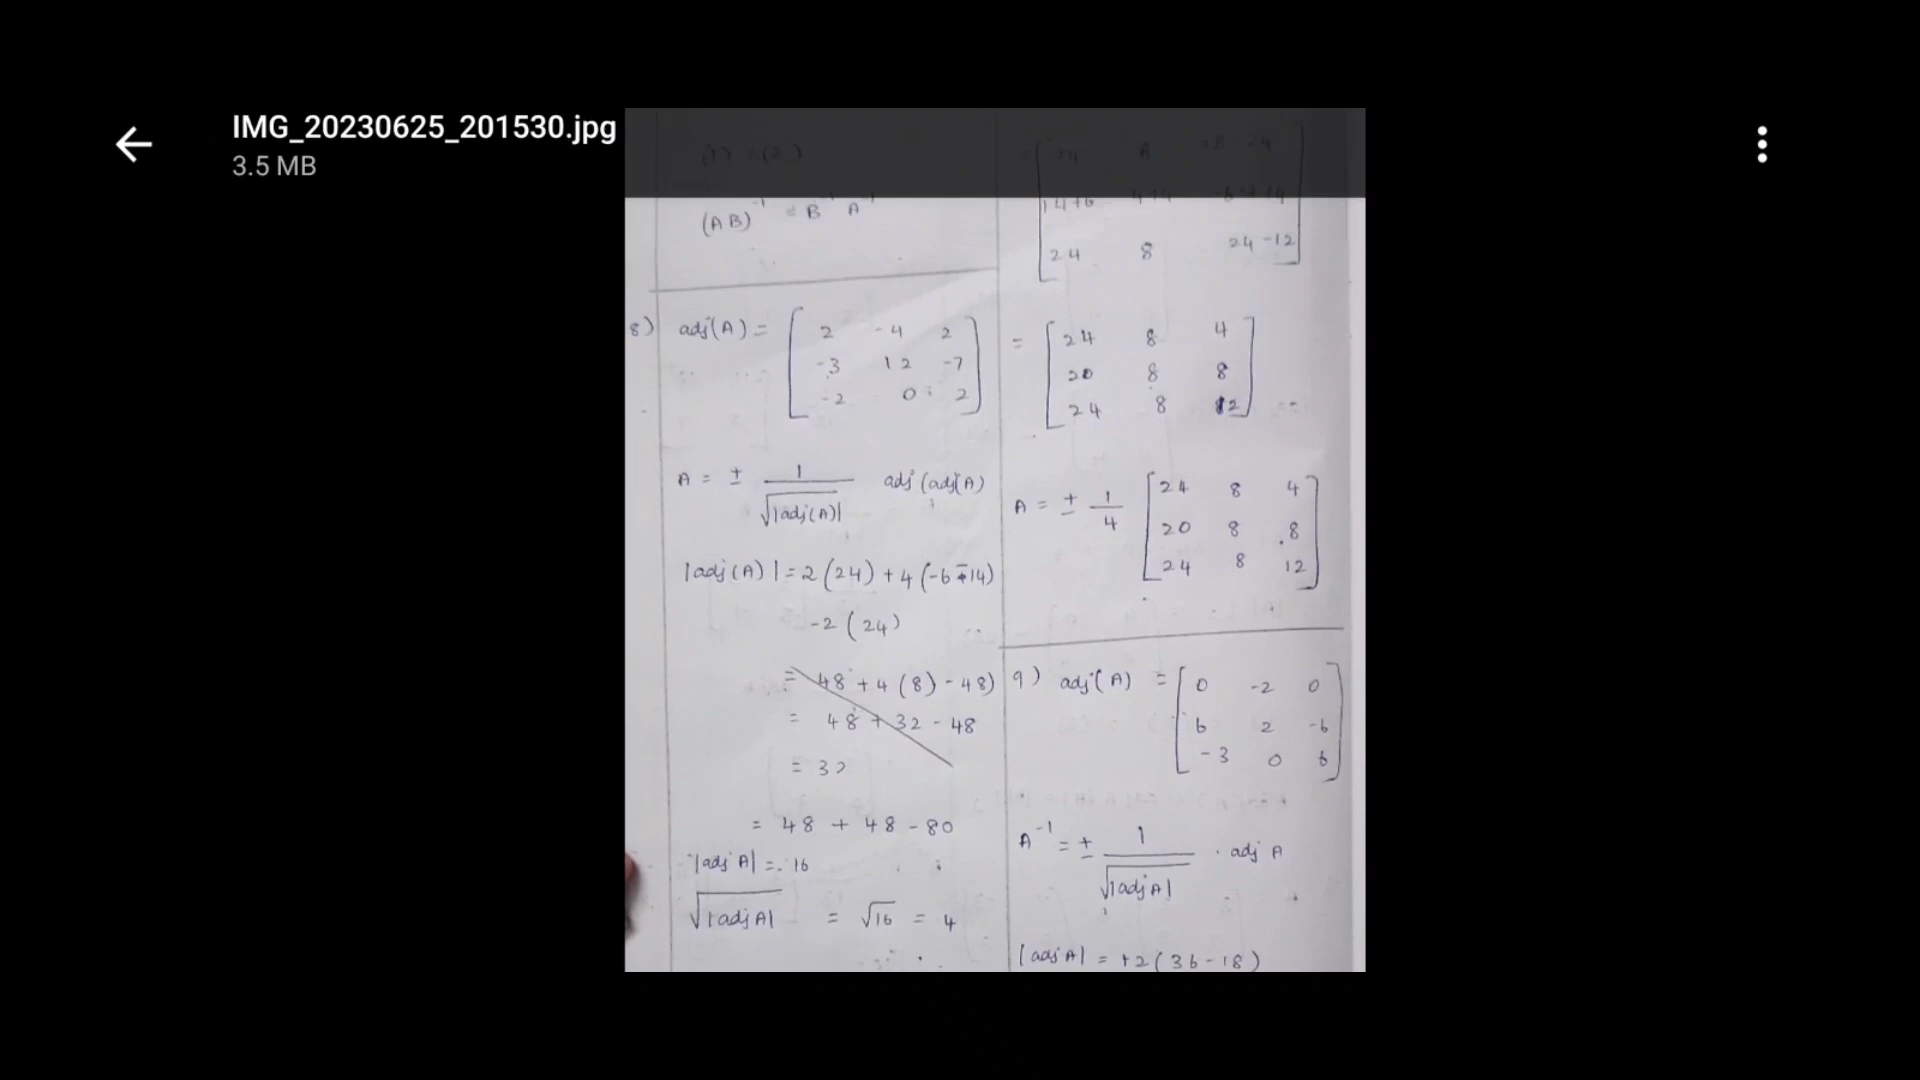 IMG_20230625_201530.jpg
3.5 MB
(1) = (2)
(AB)⁻¹ = B⁻¹ A⁻¹
8) adj(A) = [ 2 -4 2
-3 12 -7
-2 0 2 ]
A = ± 1/√|adj(A)| adj(adj(A)
|adj(A)| = 2(24) + 4(-6-14)
-2(24)
= 48 + 4(8) - 48)
= 48 + 32 - 48
= 32
= 48 + 48 - 80
|adj A| = 16
√|adj A| = √16 = 4
14+6
24 8 24-12
= [ 24 8 4
20 8 8
24 8 12 ]
A = ± 1/4 [ 24 8 4
20 8 8
24 8 12 ]
9) adj(A) = [ 0 -2 0
6 2 -6
-3 0 6 ]
A⁻¹ = ± 1/√|adj A| · adj A
|adj A| = +2(36-18)